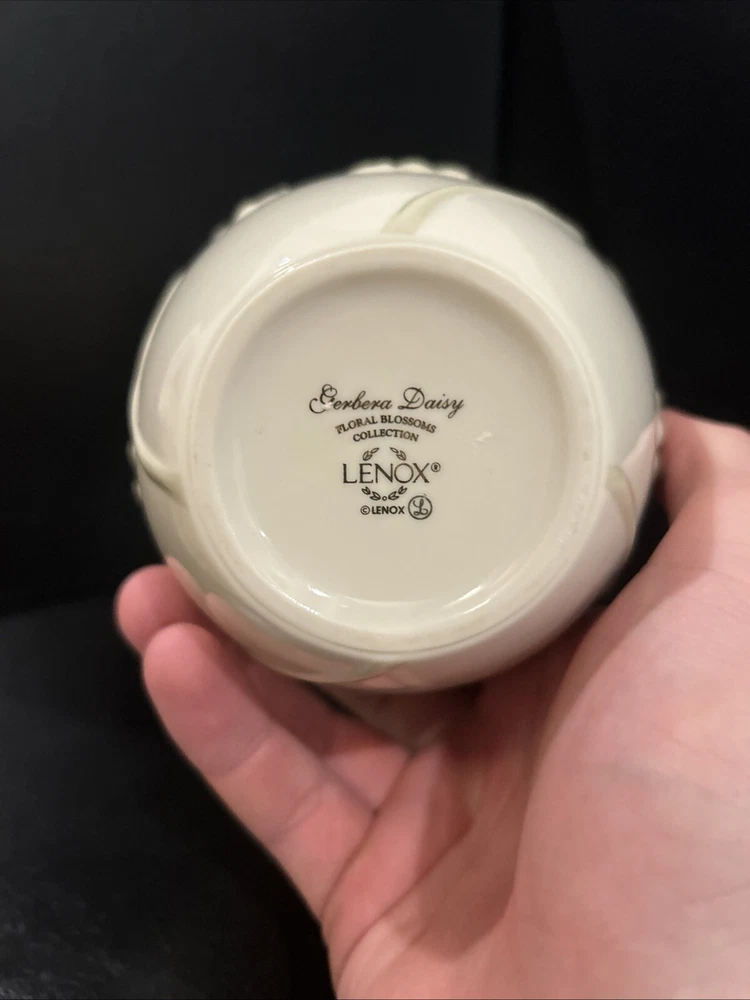 Gerbera Daisy
FLORAL BLOSSOMS
COLLECTION
LENOX®
©LENOX L